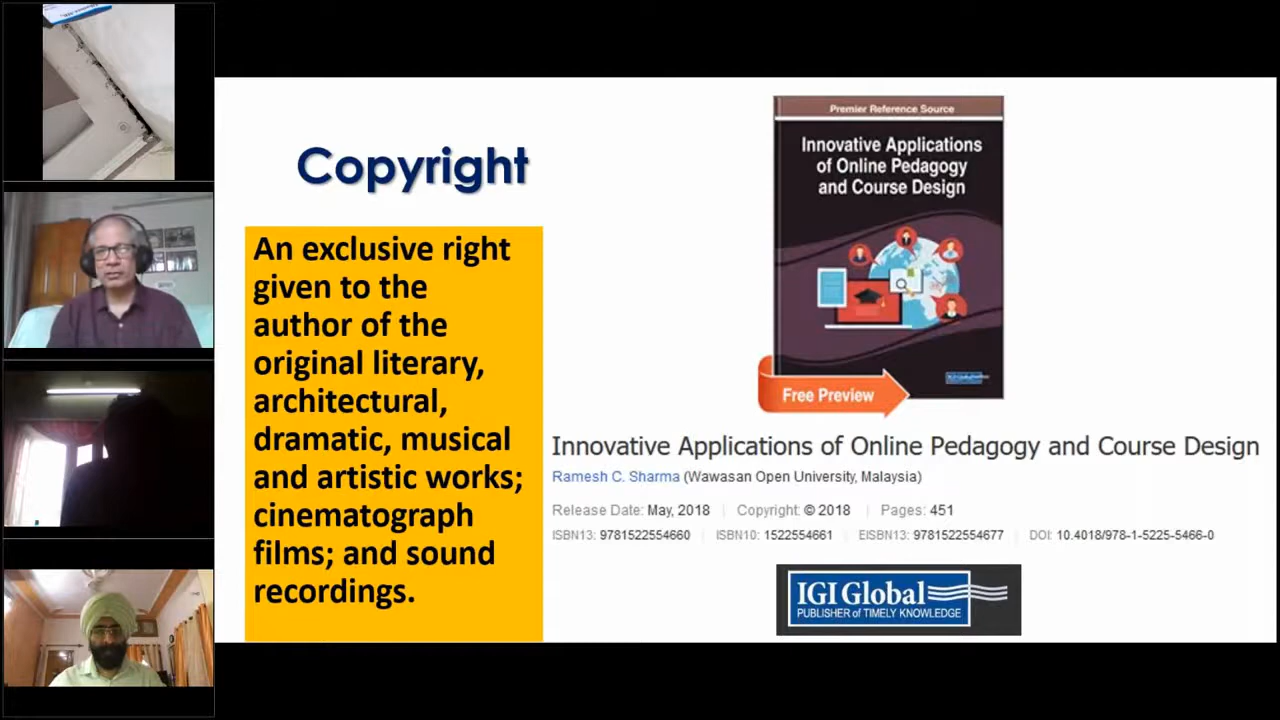 Copyright
An exclusive right
given to the
author of the
original literary,
architectural,
dramatic, musical
and artistic works;
cinematograph
films; and sound
recordings.
Premier Reference Source
Innovative Applications
of Online Pedagogy
and Course Design
Free Preview
Innovative Applications of Online Pedagogy and Course Design
Ramesh C. Sharma (Wawasan Open University, Malaysia)
Release Date: May, 2018 | Copyright: © 2018 | Pages: 451
ISBN13: 9781522554660 | ISBN10: 1522554661 | EISBN13: 9781522554677 | DOI: 10.4018/978-1-5225-5466-0
IGI Global
PUBLISHER of TIMELY KNOWLEDGE